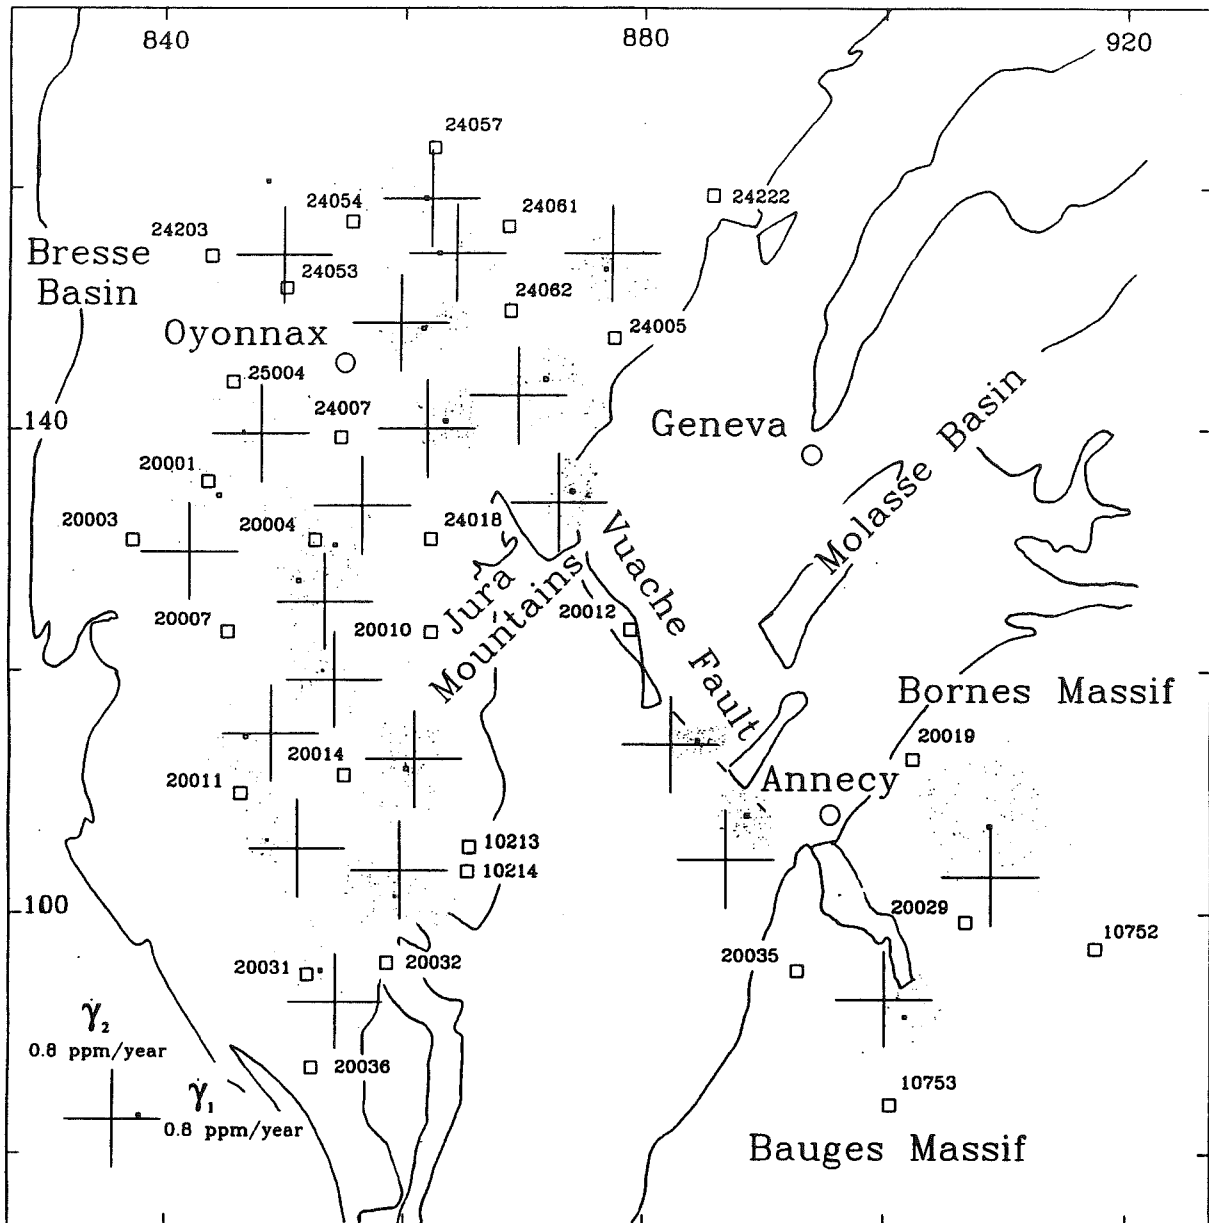 840
880
920
24057
24054
24061
24222
24203
Bresse
Basin
24053
24062
24005
Oyonnax
25004
24007
140
Geneva
20001
20003
20004
24018
Vuache Fault
Molasse Basin
Jura
Mountains
20007
20010
20012
Bornes Massif
20019
20014
20011
Annecy
10213
10214
100
20029
10752
20031
20032
20035
γ̇₂
0.8 ppm/year
20036
γ̇₁
0.8 ppm/year
10753
Bauges Massif